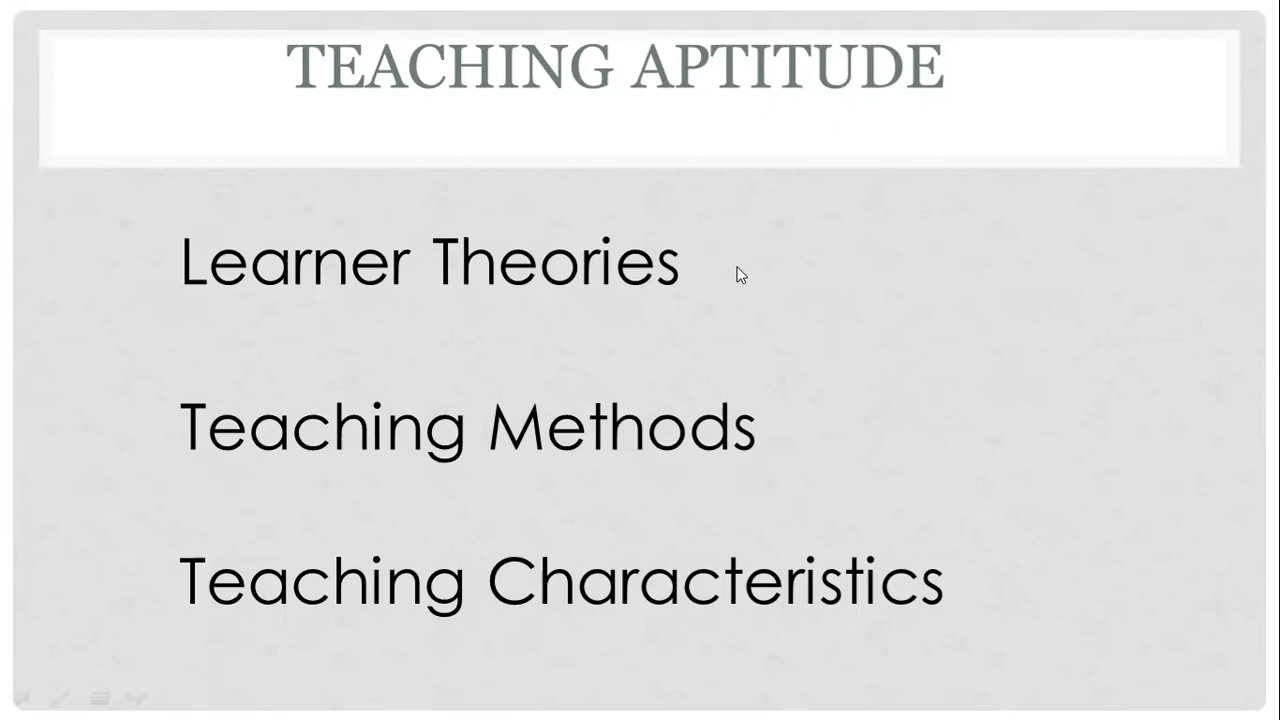 TEACHING APTITUDE
Learner Theories
Teaching Methods
Teaching Characteristics